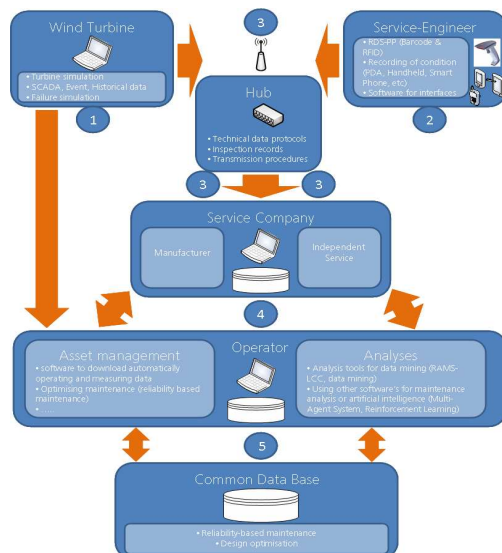 Wind Turbine
• Turbine simulation
• SCADA, Event, Historical data
• Failure simulation
1
3
Service-Engineer
• RDS-PP (Barcode &
RFID)
• Recording of condition
(PDA, Handheld, Smart
Phone, etc)
• Software for interfaces
2
Hub
• Technical data protocols
• Inspection records
• Transmission procedures
3
3
Service Company
Manufacturer
Independent
Service
4
Operator
Asset management
• software to download automatically
operating and measuring data
• Optimising maintenance (reliability based
maintenance)
• .....
Analyses
• Analysis tools for data mining (RAMS-
LCC, data mining)
• Using other software's for maintenance
analysis or artificial intelligence (Multi-
Agent System, Reinforcement Learning)
5
Common Data Base
• Reliability-based maintenance
• Design optimisation